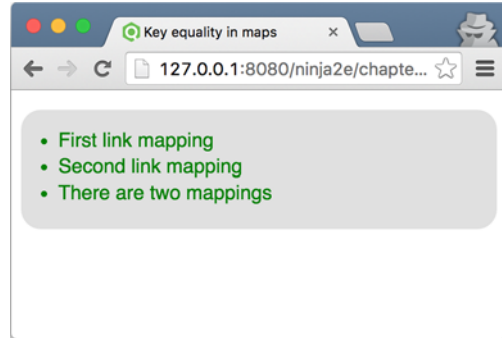 Key equality in maps
127.0.0.1:8080/ninja2e/chapte...
First link mapping
Second link mapping
There are two mappings